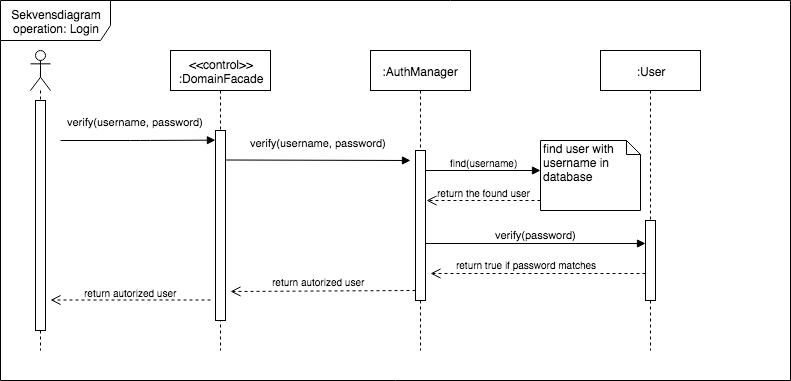 Sekvensdiagram
operation: Login
<<control>>
:DomainFacade
:AuthManager
:User
verify(username, password)
verify(username, password)
find(username)
find user with
username in
database
return the found user
verify(password)
return true if password matches
return autorized user
return autorized user